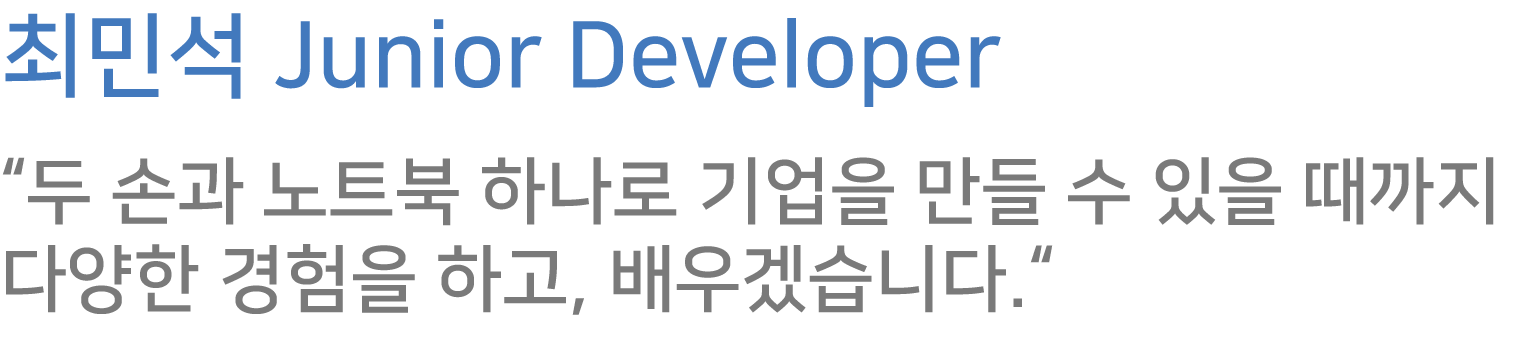 최민석 Junior Developer
“두 손과 노트북 하나로 기업을 만들 수 있을 때까지
다양한 경험을 하고, 배우겠습니다.“